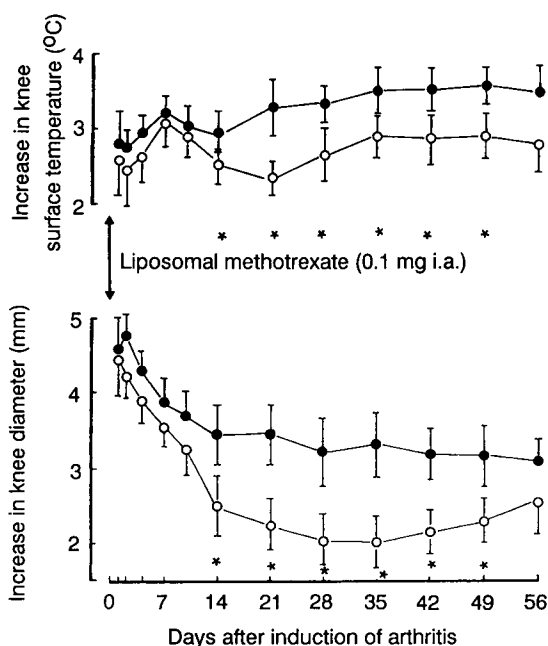 Increase in knee
surface temperature (°C)
4
3
2
* * * * * *
Liposomal methotrexate (0.1 mg i.a.)
Increase in knee diameter (mm)
5
4
3
2
* * * * * *
0 7 14 21 28 35 42 49 56
Days after induction of arthritis